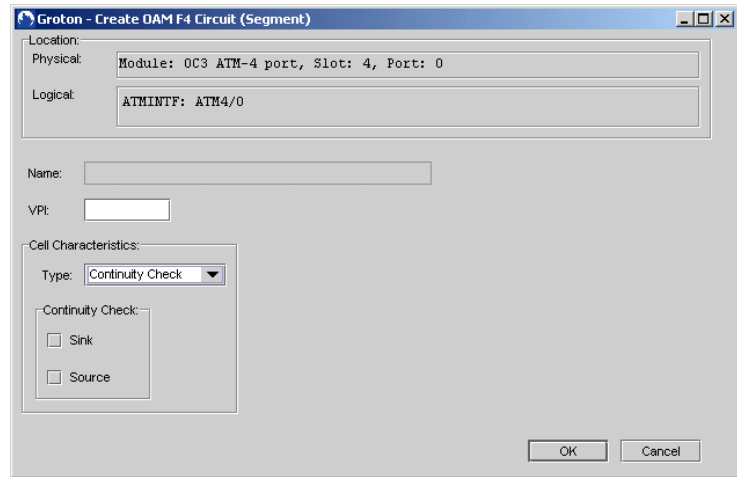 Groton - Create OAM F4 Circuit (Segment)
Location:
Physical: Module: OC3 ATM-4 port, Slot: 4, Port: 0
Logical: ATMINTF: ATM4/0
Name:
VPI:
Cell Characteristics:
Type: Continuity Check
Continuity Check:
Sink
Source
OK Cancel